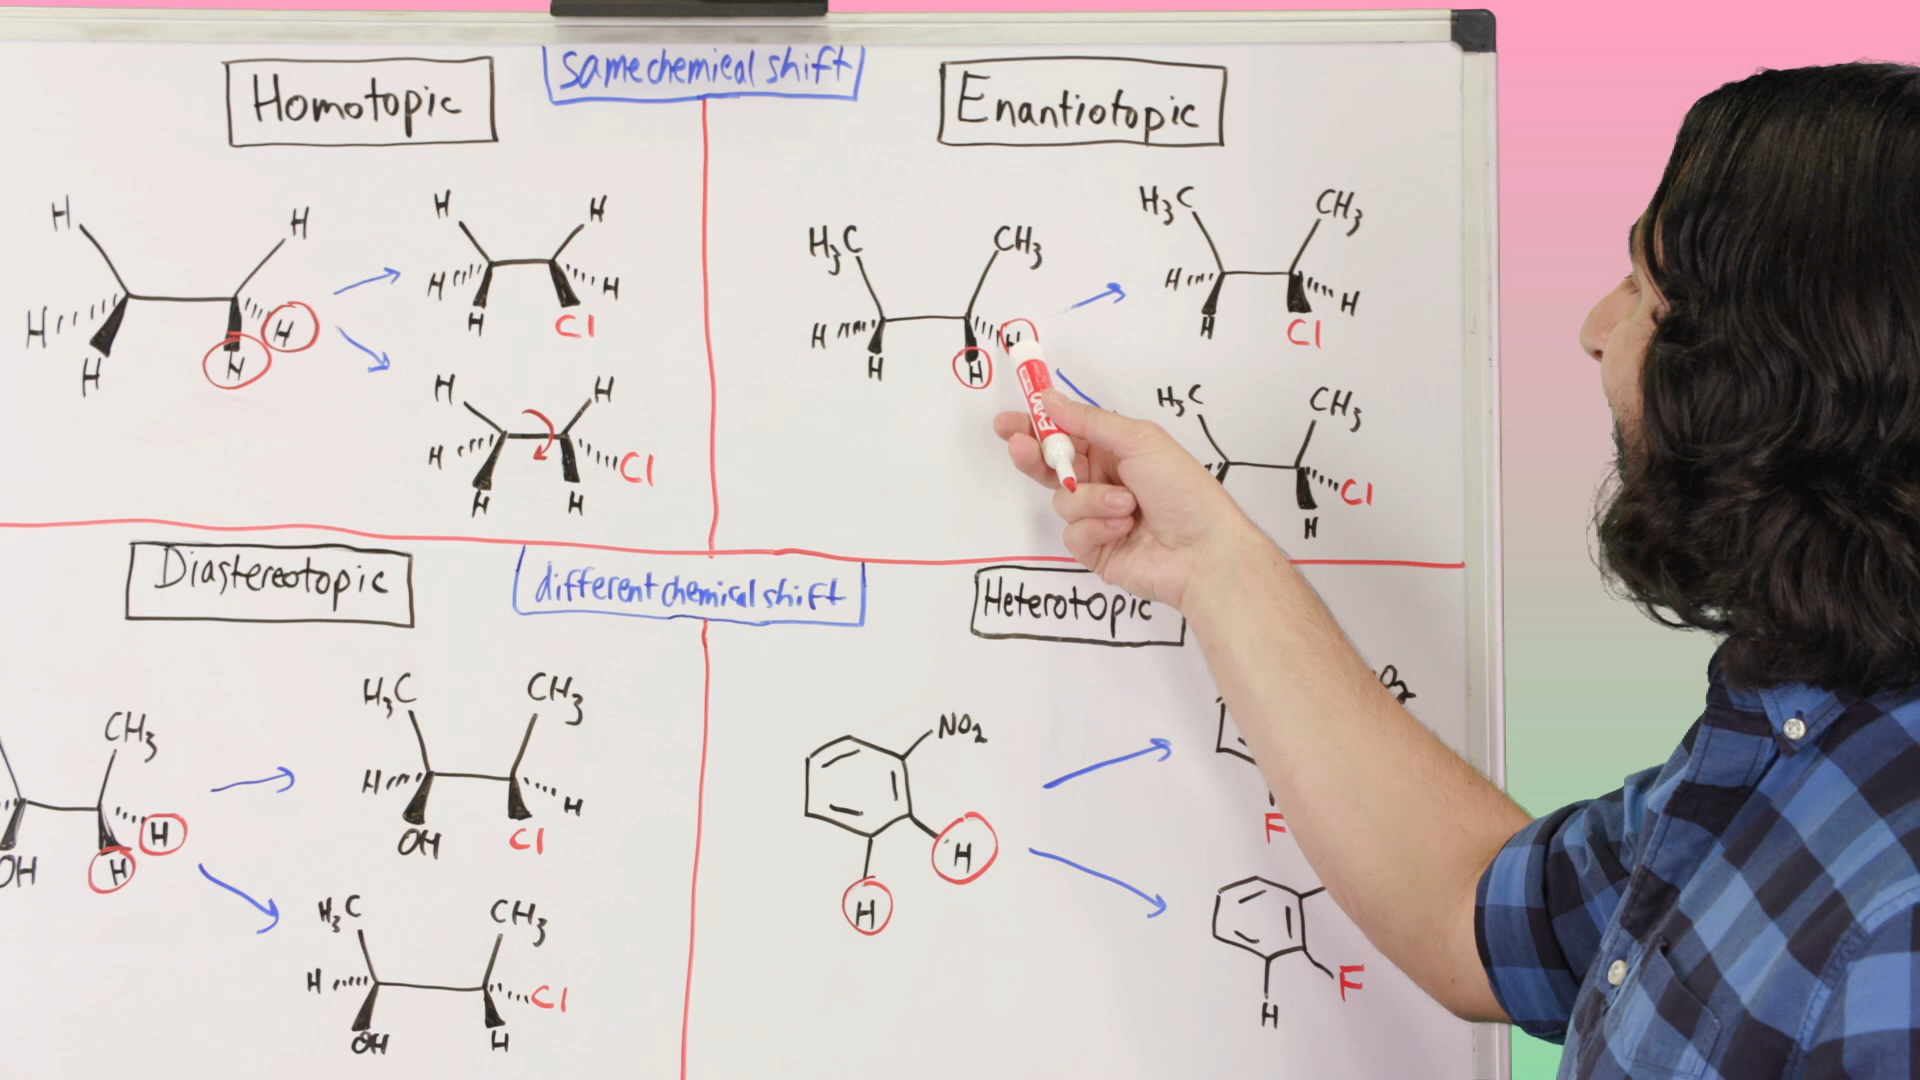 same chemical shift
Homotopic
H H
H H
H H
H H
H H
H Cl
H H
H Cl
H H
Enantiotopic
H3C CH3
H H
H H
H3C CH3
H H
H Cl
H3C CH3
Cl
H
EXPO
Diastereotopic
different chemical shift
Heterotopic
CH3
H
OH H
H3C CH3
H H
OH Cl
H3C CH3
H Cl
OH H
NO2
H
H
F
F
H